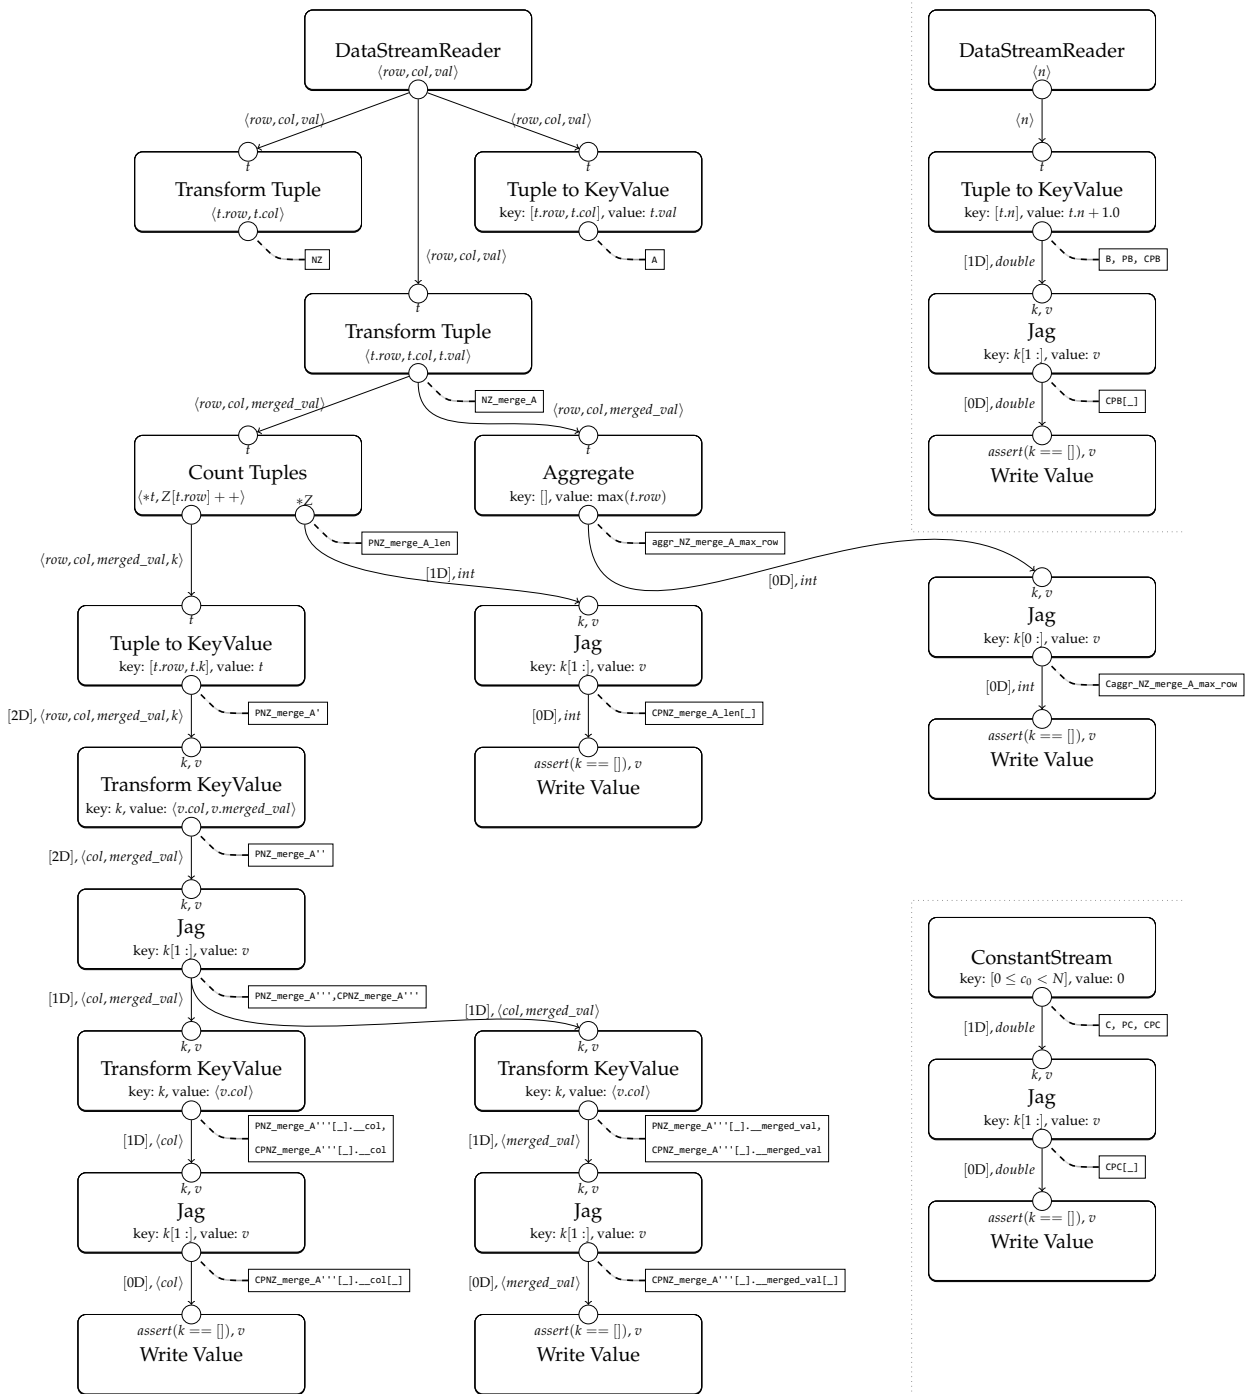 DataStreamReader
⟨row, col, val⟩
DataStreamReader
⟨n⟩
⟨row, col, val⟩
⟨row, col, val⟩
⟨n⟩
t
Transform Tuple
⟨t.row, t.col⟩
t
Tuple to KeyValue
key: [t.row, t.col], value: t.val
t
Tuple to KeyValue
key: [t.n], value: t.n + 1.0
NZ
⟨row, col, val⟩
A
[1D], double
B, PB, CPB
t
Transform Tuple
⟨t.row, t.col, t.val⟩
k, v
Jag
key: k[1 :], value: v
⟨row, col, merged_val⟩
NZ_merge_A
⟨row, col, merged_val⟩
[0D], double
CPB[_]
t
Count Tuples
⟨*t, Z[t.row] + +⟩
*Z
t
Aggregate
key: [], value: max(t.row)
assert(k == []), v
Write Value
⟨row, col, merged_val, k⟩
PNZ_merge_A_len
[1D], int
aggr_NZ_merge_A_max_row
[0D], int
t
Tuple to KeyValue
key: [t.row, t.k], value: t
k, v
Jag
key: k[1 :], value: v
k, v
Jag
key: k[0 :], value: v
[2D], ⟨row, col, merged_val, k⟩
PNZ_merge_A'
[0D], int
CPNZ_merge_A_len[_]
[0D], int
Caggr_NZ_merge_A_max_row
k, v
Transform KeyValue
key: k, value: ⟨v.col, v.merged_val⟩
assert(k == []), v
Write Value
assert(k == []), v
Write Value
[2D], ⟨col, merged_val⟩
PNZ_merge_A''
k, v
Jag
key: k[1 :], value: v
ConstantStream
key: [0 ≤ c₀ < N], value: 0
[1D], ⟨col, merged_val⟩
PNZ_merge_A''',CPNZ_merge_A'''
[1D], ⟨col, merged_val⟩
[1D], double
C, PC, CPC
k, v
Transform KeyValue
key: k, value: ⟨v.col⟩
k, v
Transform KeyValue
key: k, value: ⟨v.col⟩
k, v
Jag
key: k[1 :], value: v
[1D], ⟨col⟩
PNZ_merge_A'''[_].__col,
CPNZ_merge_A'''[_].__col
[1D], ⟨merged_val⟩
PNZ_merge_A'''[_].__merged_val,
CPNZ_merge_A'''[_].__merged_val
[0D], double
CPC[_]
k, v
Jag
key: k[1 :], value: v
k, v
Jag
key: k[1 :], value: v
assert(k == []), v
Write Value
[0D], ⟨col⟩
CPNZ_merge_A'''[_].__col[_]
[0D], ⟨merged_val⟩
CPNZ_merge_A'''[_].__merged_val[_]
assert(k == []), v
Write Value
assert(k == []), v
Write Value